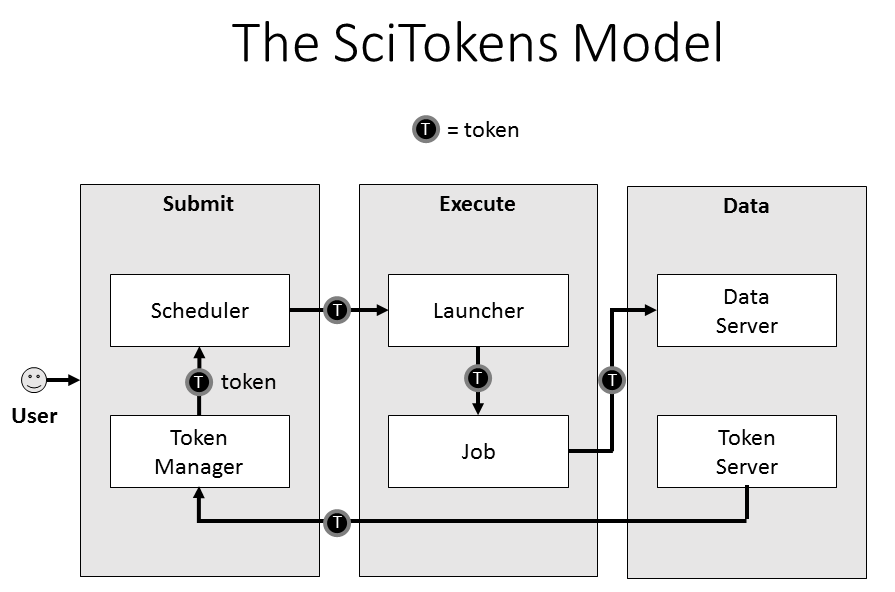 The SciTokens Model
T = token
Submit
Execute
Data
Scheduler
T
Launcher
Data
Server
T token
T
T
User
Token
Manager
Job
Token
Server
T